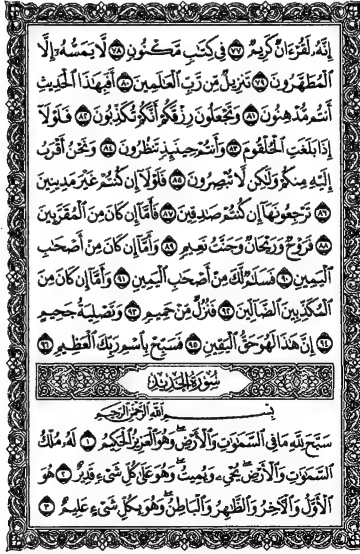 إِنَّهُۥ لَقُرْءَانٌ كَرِيمٌ ٧٧ فِي كِتَٰبٍ مَّكْنُونٍ ٧٨ لَّا يَمَسُّهُۥٓ إِلَّا
ٱلْمُطَهَّرُونَ ٧٩ تَنزِيلٌ مِّن رَّبِّ ٱلْعَٰلَمِينَ ٨٠ أَفَبِهَٰذَا ٱلْحَدِيثِ
أَنتُم مُّدْهِنُونَ ٨١ وَتَجْعَلُونَ رِزْقَكُمْ أَنَّكُمْ تُكَذِّبُونَ ٨٢ فَلَوْلَآ
إِذَا بَلَغَتِ ٱلْحُلْقُومَ ٨٣ وَأَنتُمْ حِينَئِذٍ تَنظُرُونَ ٨٤ وَنَحْنُ أَقْرَبُ
إِلَيْهِ مِنكُمْ وَلَٰكِن لَّا تُبْصِرُونَ ٨٥ فَلَوْلَآ إِن كُنتُمْ غَيْرَ مَدِينِينَ
٨٦ تَرْجِعُونَهَآ إِن كُنتُمْ صَٰدِقِينَ ٨٧ فَأَمَّآ إِن كَانَ مِنَ ٱلْمُقَرَّبِينَ
٨٨ فَرَوْحٌ وَرَيْحَانٌ وَجَنَّتُ نَعِيمٍ ٨٩ وَأَمَّآ إِن كَانَ مِنْ أَصْحَٰبِ
ٱلْيَمِينِ ٩٠ فَسَلَٰمٌ لَّكَ مِنْ أَصْحَٰبِ ٱلْيَمِينِ ٩١ وَأَمَّآ إِن كَانَ مِنَ
ٱلْمُكَذِّبِينَ ٱلضَّآلِّينَ ٩٢ فَنُزُلٌ مِّنْ حَمِيمٍ ٩٣ وَتَصْلِيَةُ جَحِيمٍ
٩٤ إِنَّ هَٰذَا لَهُوَ حَقُّ ٱلْيَقِينِ ٩٥ فَسَبِّحْ بِٱسْمِ رَبِّكَ ٱلْعَظِيمِ ٩٦
سُورَةُ الحَدِيدِ
بِسْمِ ٱللَّهِ ٱلرَّحْمَٰنِ ٱلرَّحِيمِ
سَبَّحَ لِلَّهِ مَا فِي ٱلسَّمَٰوَٰتِ وَٱلْأَرْضِۖ وَهُوَ ٱلْعَزِيزُ ٱلْحَكِيمُ ١ لَهُۥ مُلْكُ
ٱلسَّمَٰوَٰتِ وَٱلْأَرْضِۖ يُحْيِۦ وَيُمِيتُۖ وَهُوَ عَلَىٰ كُلِّ شَيْءٍ قَدِيرٌ ٢ هُوَ
ٱلْأَوَّلُ وَٱلْءَاخِرُ وَٱلظَّٰهِرُ وَٱلْبَاطِنُۖ وَهُوَ بِكُلِّ شَيْءٍ عَلِيمٌ ٣